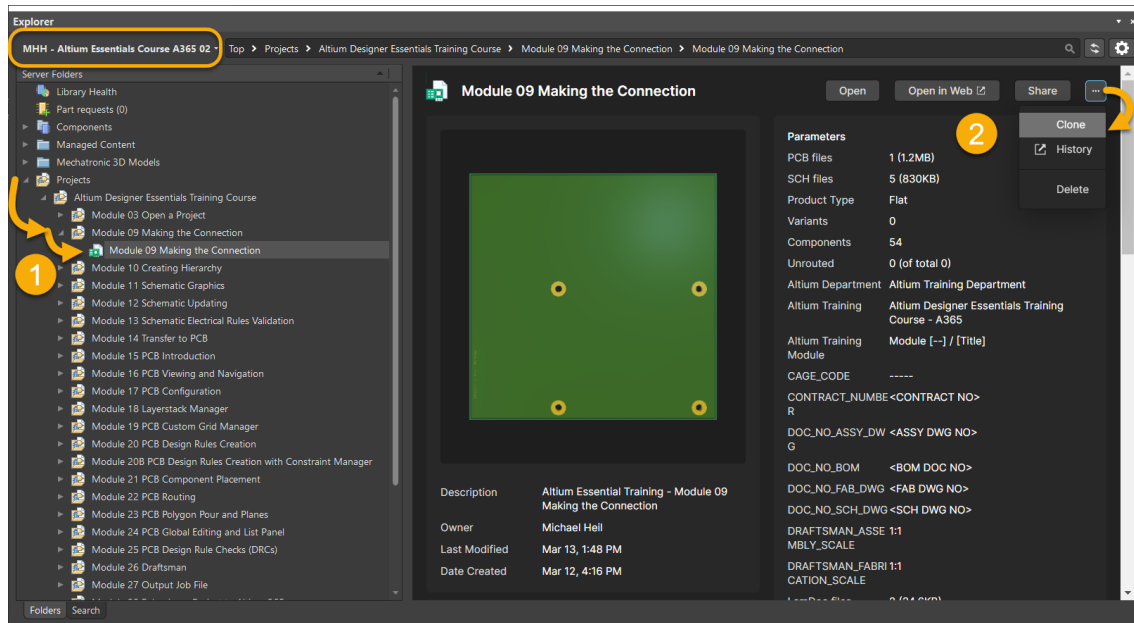 Explorer
MHH - Altium Essentials Course A365 02 Top > Projects > Altium Designer Essentials Training Course > Module 09 Making the Connection > Module 09 Making the Connection
Server Folders
Library Health
Part requests (0)
Components
Managed Content
Mechatronic 3D Models
Projects
Altium Designer Essentials Training Course
Module 03 Open a Project
Module 09 Making the Connection
Module 09 Making the Connection
1
Module 10 Creating Hierarchy
Module 11 Schematic Graphics
Module 12 Schematic Updating
Module 13 Schematic Electrical Rules Validation
Module 14 Transfer to PCB
Module 15 PCB Introduction
Module 16 PCB Viewing and Navigation
Module 17 PCB Configuration
Module 18 Layerstack Manager
Module 19 PCB Custom Grid Manager
Module 20 PCB Design Rules Creation
Module 20B PCB Design Rules Creation with Constraint Manager
Module 21 PCB Component Placement
Module 22 PCB Routing
Module 23 PCB Polygon Pour and Planes
Module 24 PCB Global Editing and List Panel
Module 25 PCB Design Rule Checks (DRCs)
Module 26 Draftsman
Module 27 Output Job File
Folders Search
Module 09 Making the Connection
Open Open in Web Share ...
2
Clone
History
Delete
Description Altium Essential Training - Module 09
Making the Connection
Owner Michael Heil
Last Modified Mar 13, 1:48 PM
Date Created Mar 12, 4:16 PM
Parameters
PCB files 1 (1.2MB)
SCH files 5 (830KB)
Product Type Flat
Variants 0
Components 54
Unrouted 0 (of total 0)
Altium Department Altium Training Department
Altium Training Altium Designer Essentials Training
Course - A365
Altium Training Module [--] / [Title]
Module
CAGE_CODE -----
CONTRACT_NUMBE <CONTRACT NO>
R
DOC_NO_ASSY_DW <ASSY DWG NO>
G
DOC_NO_BOM <BOM DOC NO>
DOC_NO_FAB_DWG <FAB DWG NO>
DOC_NO_SCH_DWG <SCH DWG NO>
DRAFTSMAN_ASSE 1:1
MBLY_SCALE
DRAFTSMAN_FABRI 1:1
CATION_SCALE